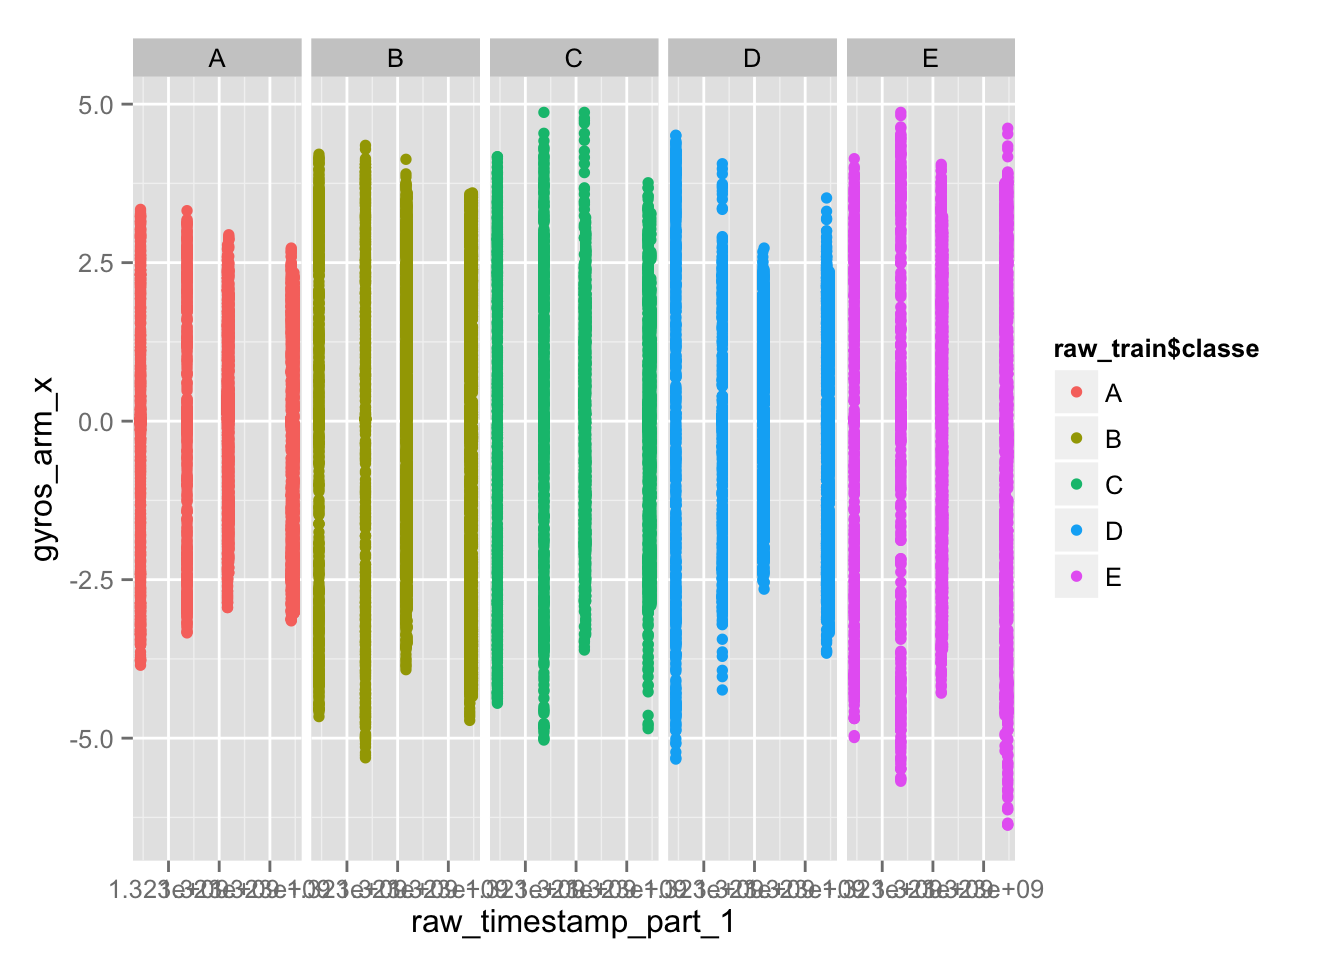 A B C D E
5.0
2.5
0.0
-2.5
-5.0
gyros_arm_x
raw_timestamp_part_1
raw_train$classe
A
B
C
D
E